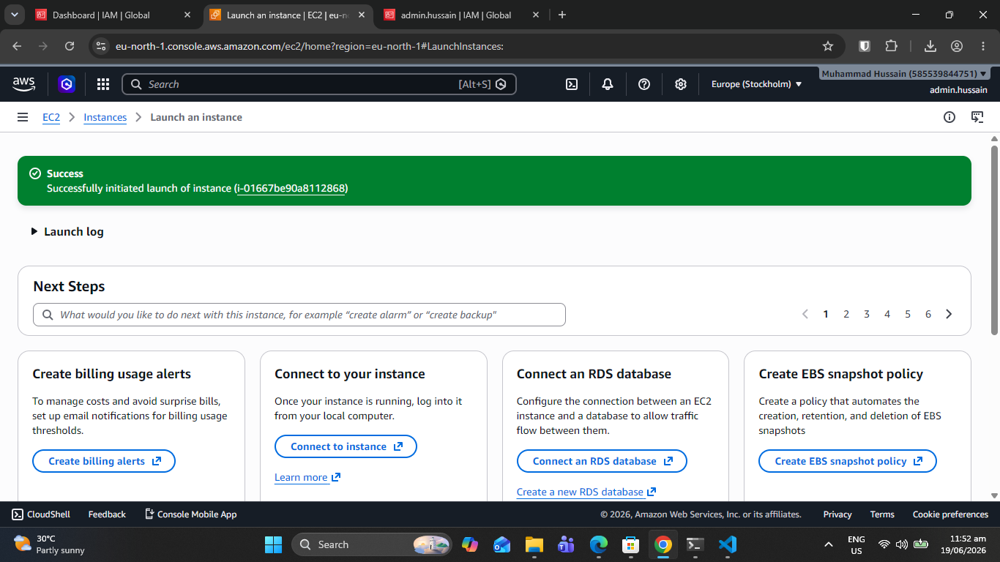 Dashboard | IAM | Global
Launch an instance | EC2 | eu-n
admin.hussain | IAM | Global
eu-north-1.console.aws.amazon.com/ec2/home?region=eu-north-1#LaunchInstances:
aws
Search
[Alt+S]
Europe (Stockholm)
Muhammad Hussain (585539844751)
admin.hussain
EC2
Instances
Launch an instance
Success
Successfully initiated launch of instance (i-01667be90a8112868)
Launch log
Next Steps
What would you like to do next with this instance, for example “create alarm” or “create backup”
1 2 3 4 5 6
Create billing usage alerts
To manage costs and avoid surprise bills,
set up email notifications for billing usage
thresholds.
Create billing alerts
Connect to your instance
Once your instance is running, log into it
from your local computer.
Connect to instance
Learn more
Connect an RDS database
Configure the connection between an EC2
instance and a database to allow traffic
flow between them.
Connect an RDS database
Create a new RDS database
Create EBS snapshot policy
Create a policy that automates the
creation, retention, and deletion of EBS
snapshots
Create EBS snapshot policy
CloudShell
Feedback
Console Mobile App
© 2026, Amazon Web Services, Inc. or its affiliates.
Privacy
Terms
Cookie preferences
30°C
Partly sunny
Search
ENG
US
11:52 am
19/06/2026